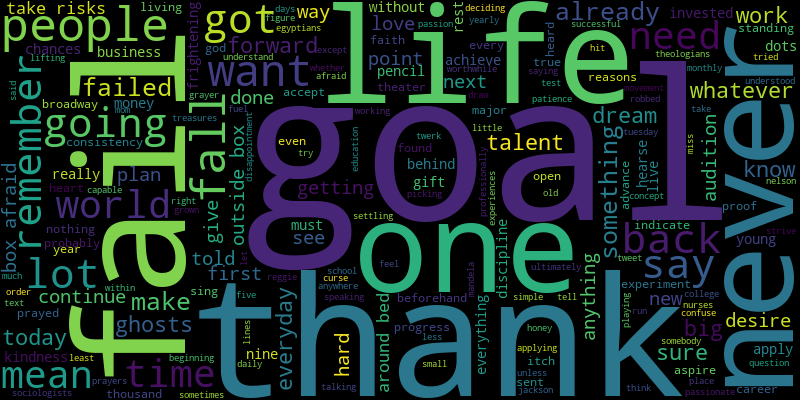 take risks
living
people
chances
business
lifting
got
way
without
rest
days
figure
egyptians
passion
deciding
yearly
already
work
successful
invested
standing
need
theologians
dots
tried
life
love
god
forward
frightening
faith
every
heard
point
achieve
hit
monthly
understood
except
true
want
understand
saying
worthwhile
reasons
whatever
failed
pencil
whether
afraid
next
test
movement
robbed
said
broadway
money
mom
grayer
fuel
theater
patience
dream
take
going
fall
done
accept
major
working
draw
tuesday
never
remember
fail
consistency
treasures
goal
even
try
twerk
little
talent
audition
miss
really
plan
disappointment
education
found
behind
open
something
hearse
live
know
nelson
heart
capable
right
getting
gift
old
advance
concept
box afraid
world
grown
outside box
picking
professionally
experiences
proof
nothing
give
must
see
one
settling
indicate
young
probably
year
told
back
strive
much
lot
within
first
let
feel
discipline
ultimately
say
experiment
college
continue
make
sing
reggie
school
curse
anywhere
mandela
tweet
new
nurses
order
text
prayed
ghosts
five
speaking
around bed
beforehand
simple
tell
anything
playing
confuse
desire
today
everyday
thank
progress
less
everything
honey
run
big
somebody
kindness
least
beginning
lines
nine
hard
applying
sure
apply
question
mean
time
daily
small
itch
unless
aspire
place
sociologists
prayers
thousand
sometimes
talking
sent
jackson
think
passionate
career